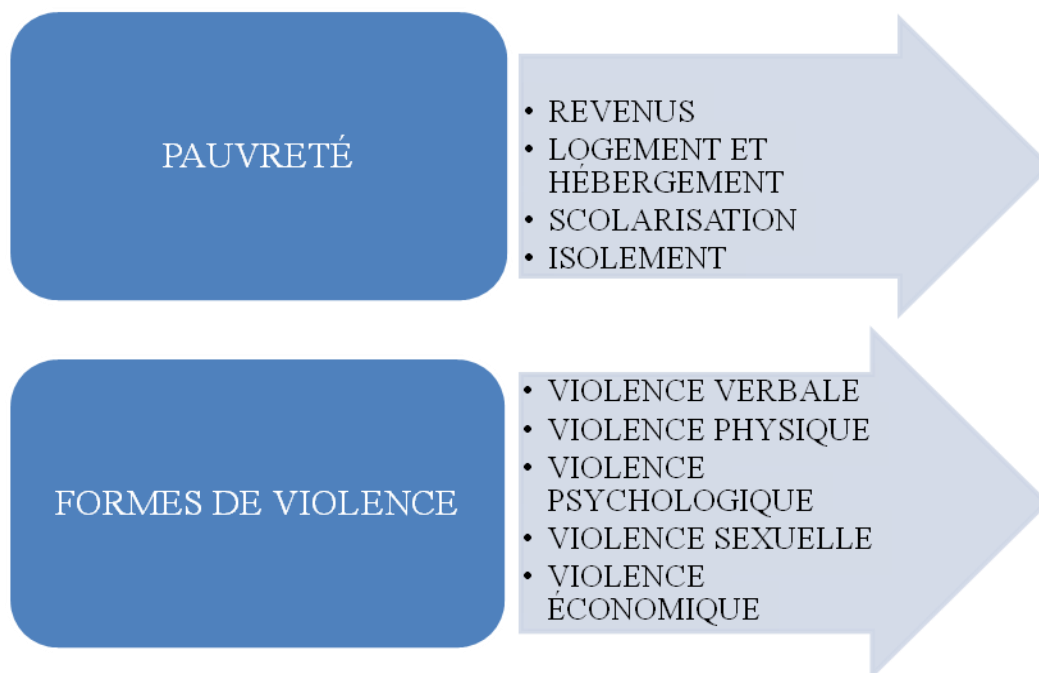 PAUVRETÉ
• REVENUS
• LOGEMENT ET
HÉBERGEMENT
• SCOLARISATION
• ISOLEMENT
FORMES DE VIOLENCE
• VIOLENCE VERBALE
• VIOLENCE PHYSIQUE
• VIOLENCE
PSYCHOLOGIQUE
• VIOLENCE SEXUELLE
• VIOLENCE
ÉCONOMIQUE